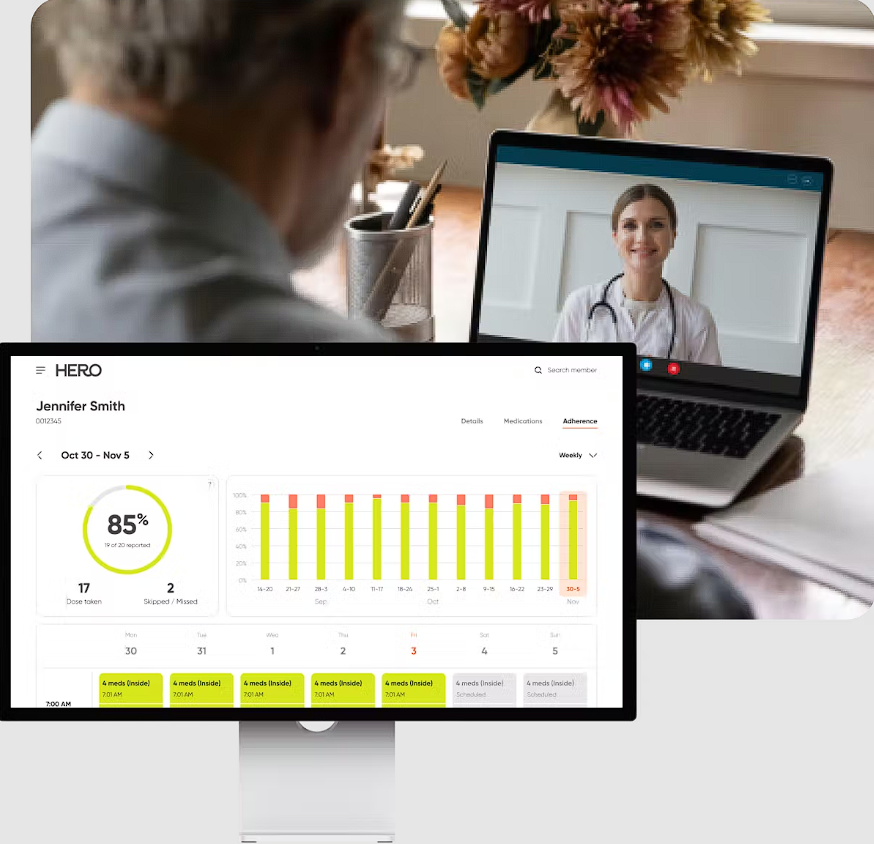 HERO
Search member
Jennifer Smith
0012345
Details Medications Adherence
Oct 30 - Nov 5
Weekly
?
85%
19 of 20 reported
17 2
Dose taken Skipped / Missed
100%
80%
60%
40%
20%
0%
14-20 21-27 28-3 4-10 11-17 18-24 25-1 2-8 9-15 16-22 23-29 30-5
Sep Oct Nov
Mon Tue Wed Thu Fri Sat Sun
30 31 1 2 3 4 5
4 meds (Inside) 4 meds (Inside) 4 meds (Inside) 4 meds (Inside) 4 meds (Inside) 4 meds (Inside) 4 meds (Inside)
7:01 AM 7:01 AM 7:01 AM 7:01 AM 7:01 AM Scheduled Scheduled
7:00 AM